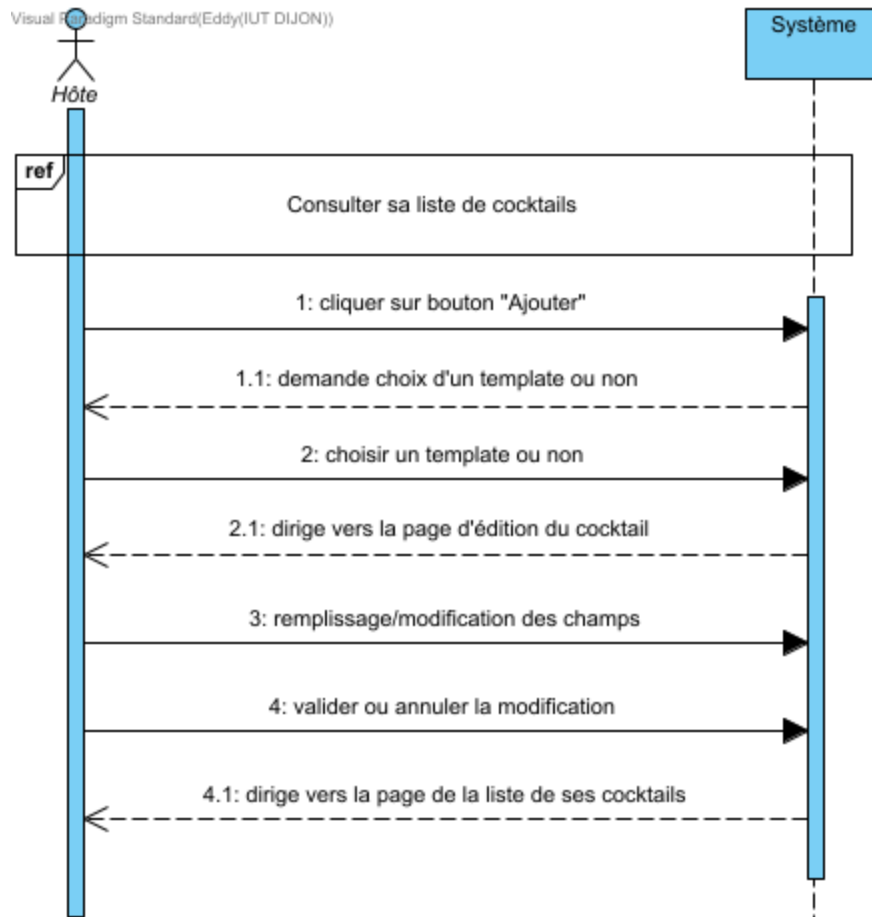 Visual Paradigm Standard(Eddy(IUT DIJON))
Système
Hôte
ref
Consulter sa liste de cocktails
1: cliquer sur bouton "Ajouter"
1.1: demande choix d'un template ou non
2: choisir un template ou non
2.1: dirige vers la page d'édition du cocktail
3: remplissage/modification des champs
4: valider ou annuler la modification
4.1: dirige vers la page de la liste de ses cocktails